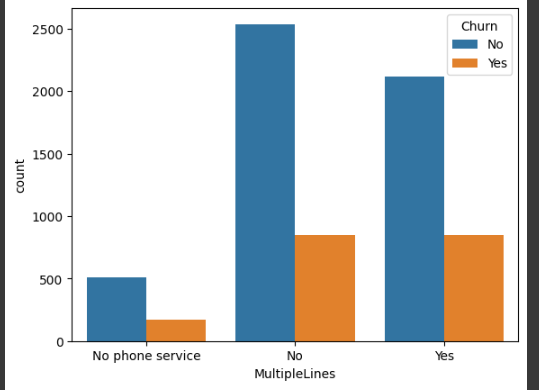 Churn
No
Yes
2500
2000
1500
1000
500
0
count
No phone service
No
Yes
MultipleLines